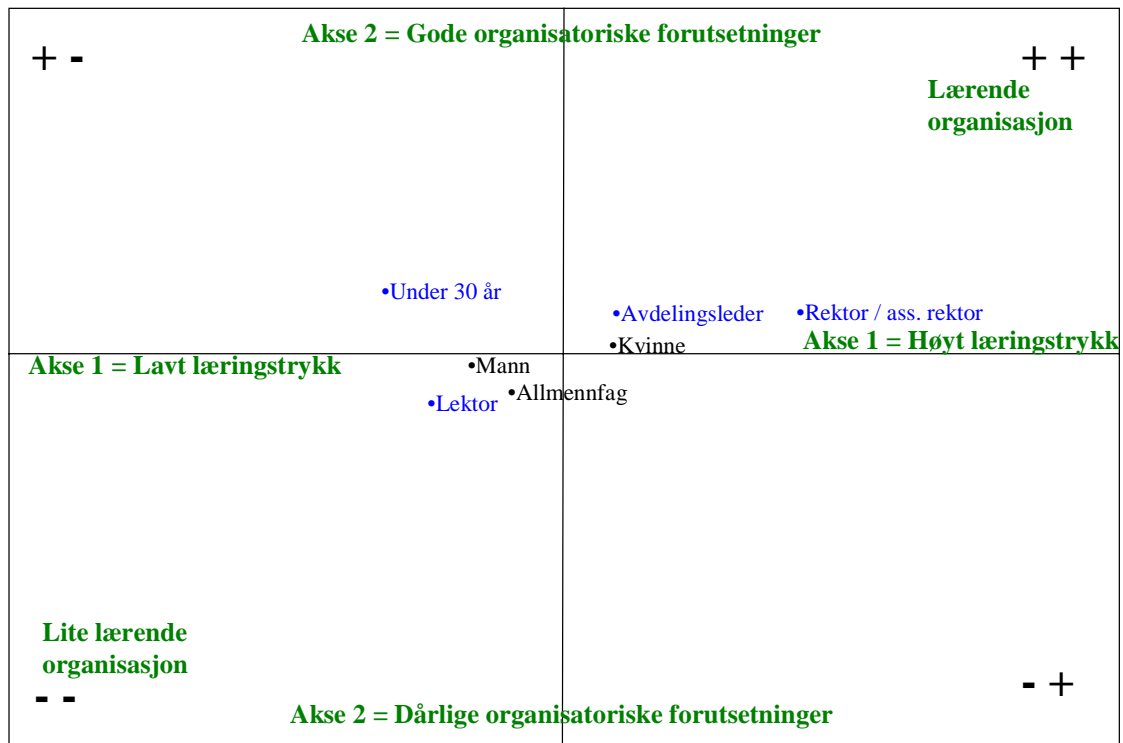 Akse 2 = Gode organisatoriske forutsetninger
+ -
+ +
Lærende
organisasjon
•Under 30 år
•Avdelingsleder
•Rektor / ass. rektor
•Kvinne
Akse 1 = Høyt læringstrykk
Akse 1 = Lavt læringstrykk
•Mann
•Allmennfag
•Lektor
Lite lærende
organisasjon
- -
- +
Akse 2 = Dårlige organisatoriske forutsetninger